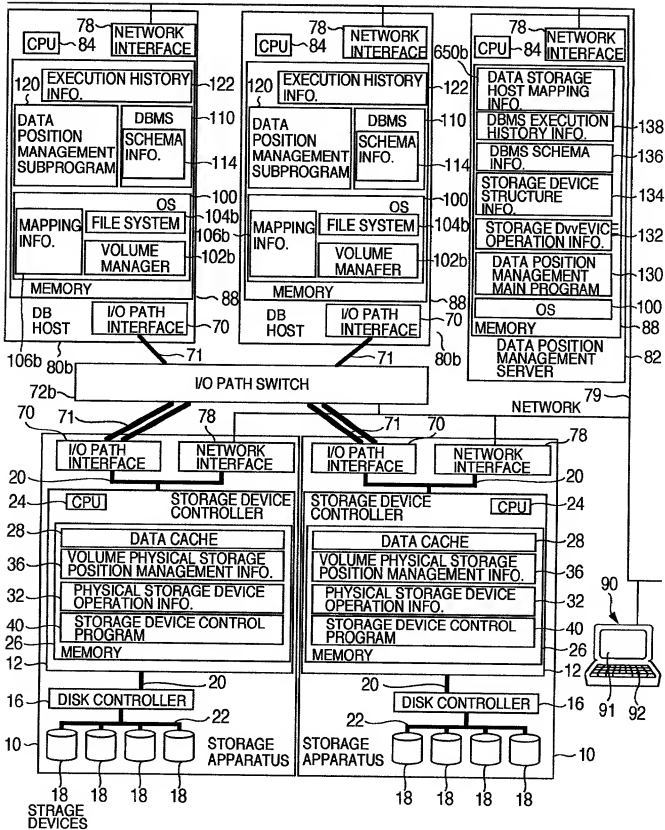 78
NETWORK
INTERFACE
CPU
84
120
EXECUTION HISTORY
INFO.
122
DATA
POSITION
MANAGEMENT
SUBPROGRAM
DBMS
110
SCHEMA
INFO.
114
100
OS
104b
MAPPING
INFO.
FILE SYSTEM
VOLUME
MANAGER
102b
MEMORY
88
DB
HOST
I/O PATH
INTERFACE
70
106b
80b
71
78
NETWORK
INTERFACE
CPU
84
120
EXECUTION HISTORY
INFO.
122
DATA
POSITION
MANAGEMENT
SUBPROGRAM
DBMS
110
SCHEMA
INFO.
114
100
OS
104b
106b
MAPPING
INFO.
FILE SYSTEM
VOLUME
MANAFER
102b
MEMORY
88
DB
HOST
I/O PATH
INTERFACE
70
80b
71
78
NETWORK
INTERFACE
CPU
84
650b
DATA STORAGE
HOST MAPPING
INFO.
DBMS EXECUTION
HISTORY INFO.
138
DBMS SCHEMA
INFO.
136
STORAGE DEVICE
STRUCTURE
INFO.
134
STORAGE DvvEVICE
OPERATION INFO.
132
DATA POSITION
MANAGEMENT
MAIN PROGRAM
130
OS
100
MEMORY
88
DATA POSITION
MANAGEMENT
SERVER
82
79
I/O PATH SWITCH
72b
NETWORK
70
71
78
I/O PATH
INTERFACE
NETWORK
INTERFACE
20
24
CPU
STORAGE DEVICE
CONTROLLER
28
DATA CACHE
36
VOLUME PHYSICAL STORAGE
POSITION MANAGEMENT INFO.
32
PHYSICAL STORAGE DEVICE
OPERATION INFO.
40
STORAGE DEVICE CONTROL
PROGRAM
26
MEMORY
12
20
16
DISK CONTROLLER
22
10
STORAGE
APPARATUS
18 18 18 18
STRAGE
DEVICES
71
70
78
I/O PATH
INTERFACE
NETWORK
INTERFACE
20
STORAGE DEVICE
CONTROLLER
CPU
24
DATA CACHE
28
VOLUME PHYSICAL STORAGE
POSITION MANAGEMENT INFO.
36
PHYSICAL STORAGE DEVICE
OPERATION INFO.
32
STORAGE DEVICE CONTROL
PROGRAM
40
MEMORY
26
12
20
DISK CONTROLLER
16
22
STORAGE
APPARATUS
10
18 18 18 18
90
91
92